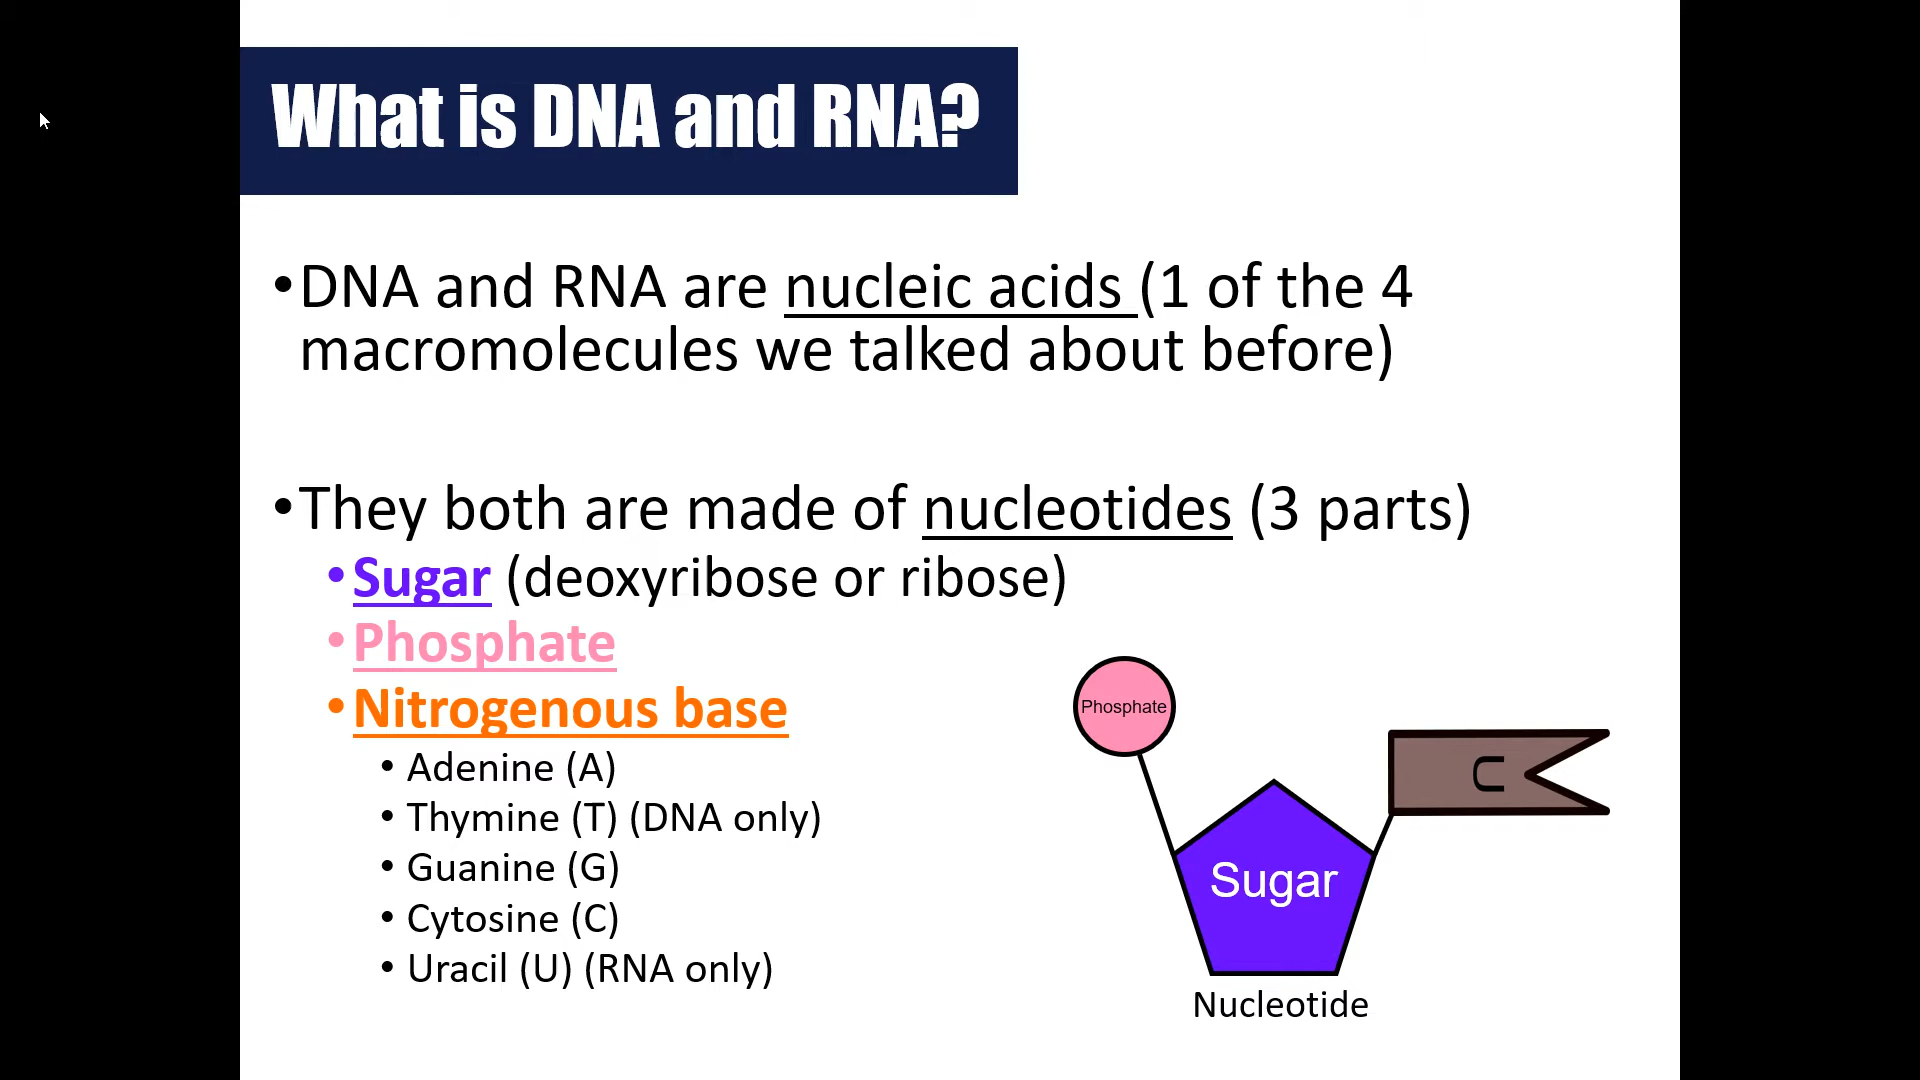 What is DNA and RNA?
•DNA and RNA are nucleic acids (1 of the 4
macromolecules we talked about before)
•They both are made of nucleotides (3 parts)
•Sugar (deoxyribose or ribose)
•Phosphate
•Nitrogenous base
• Adenine (A)
• Thymine (T) (DNA only)
• Guanine (G)
• Cytosine (C)
• Uracil (U) (RNA only)
Phosphate
U
Sugar
Nucleotide